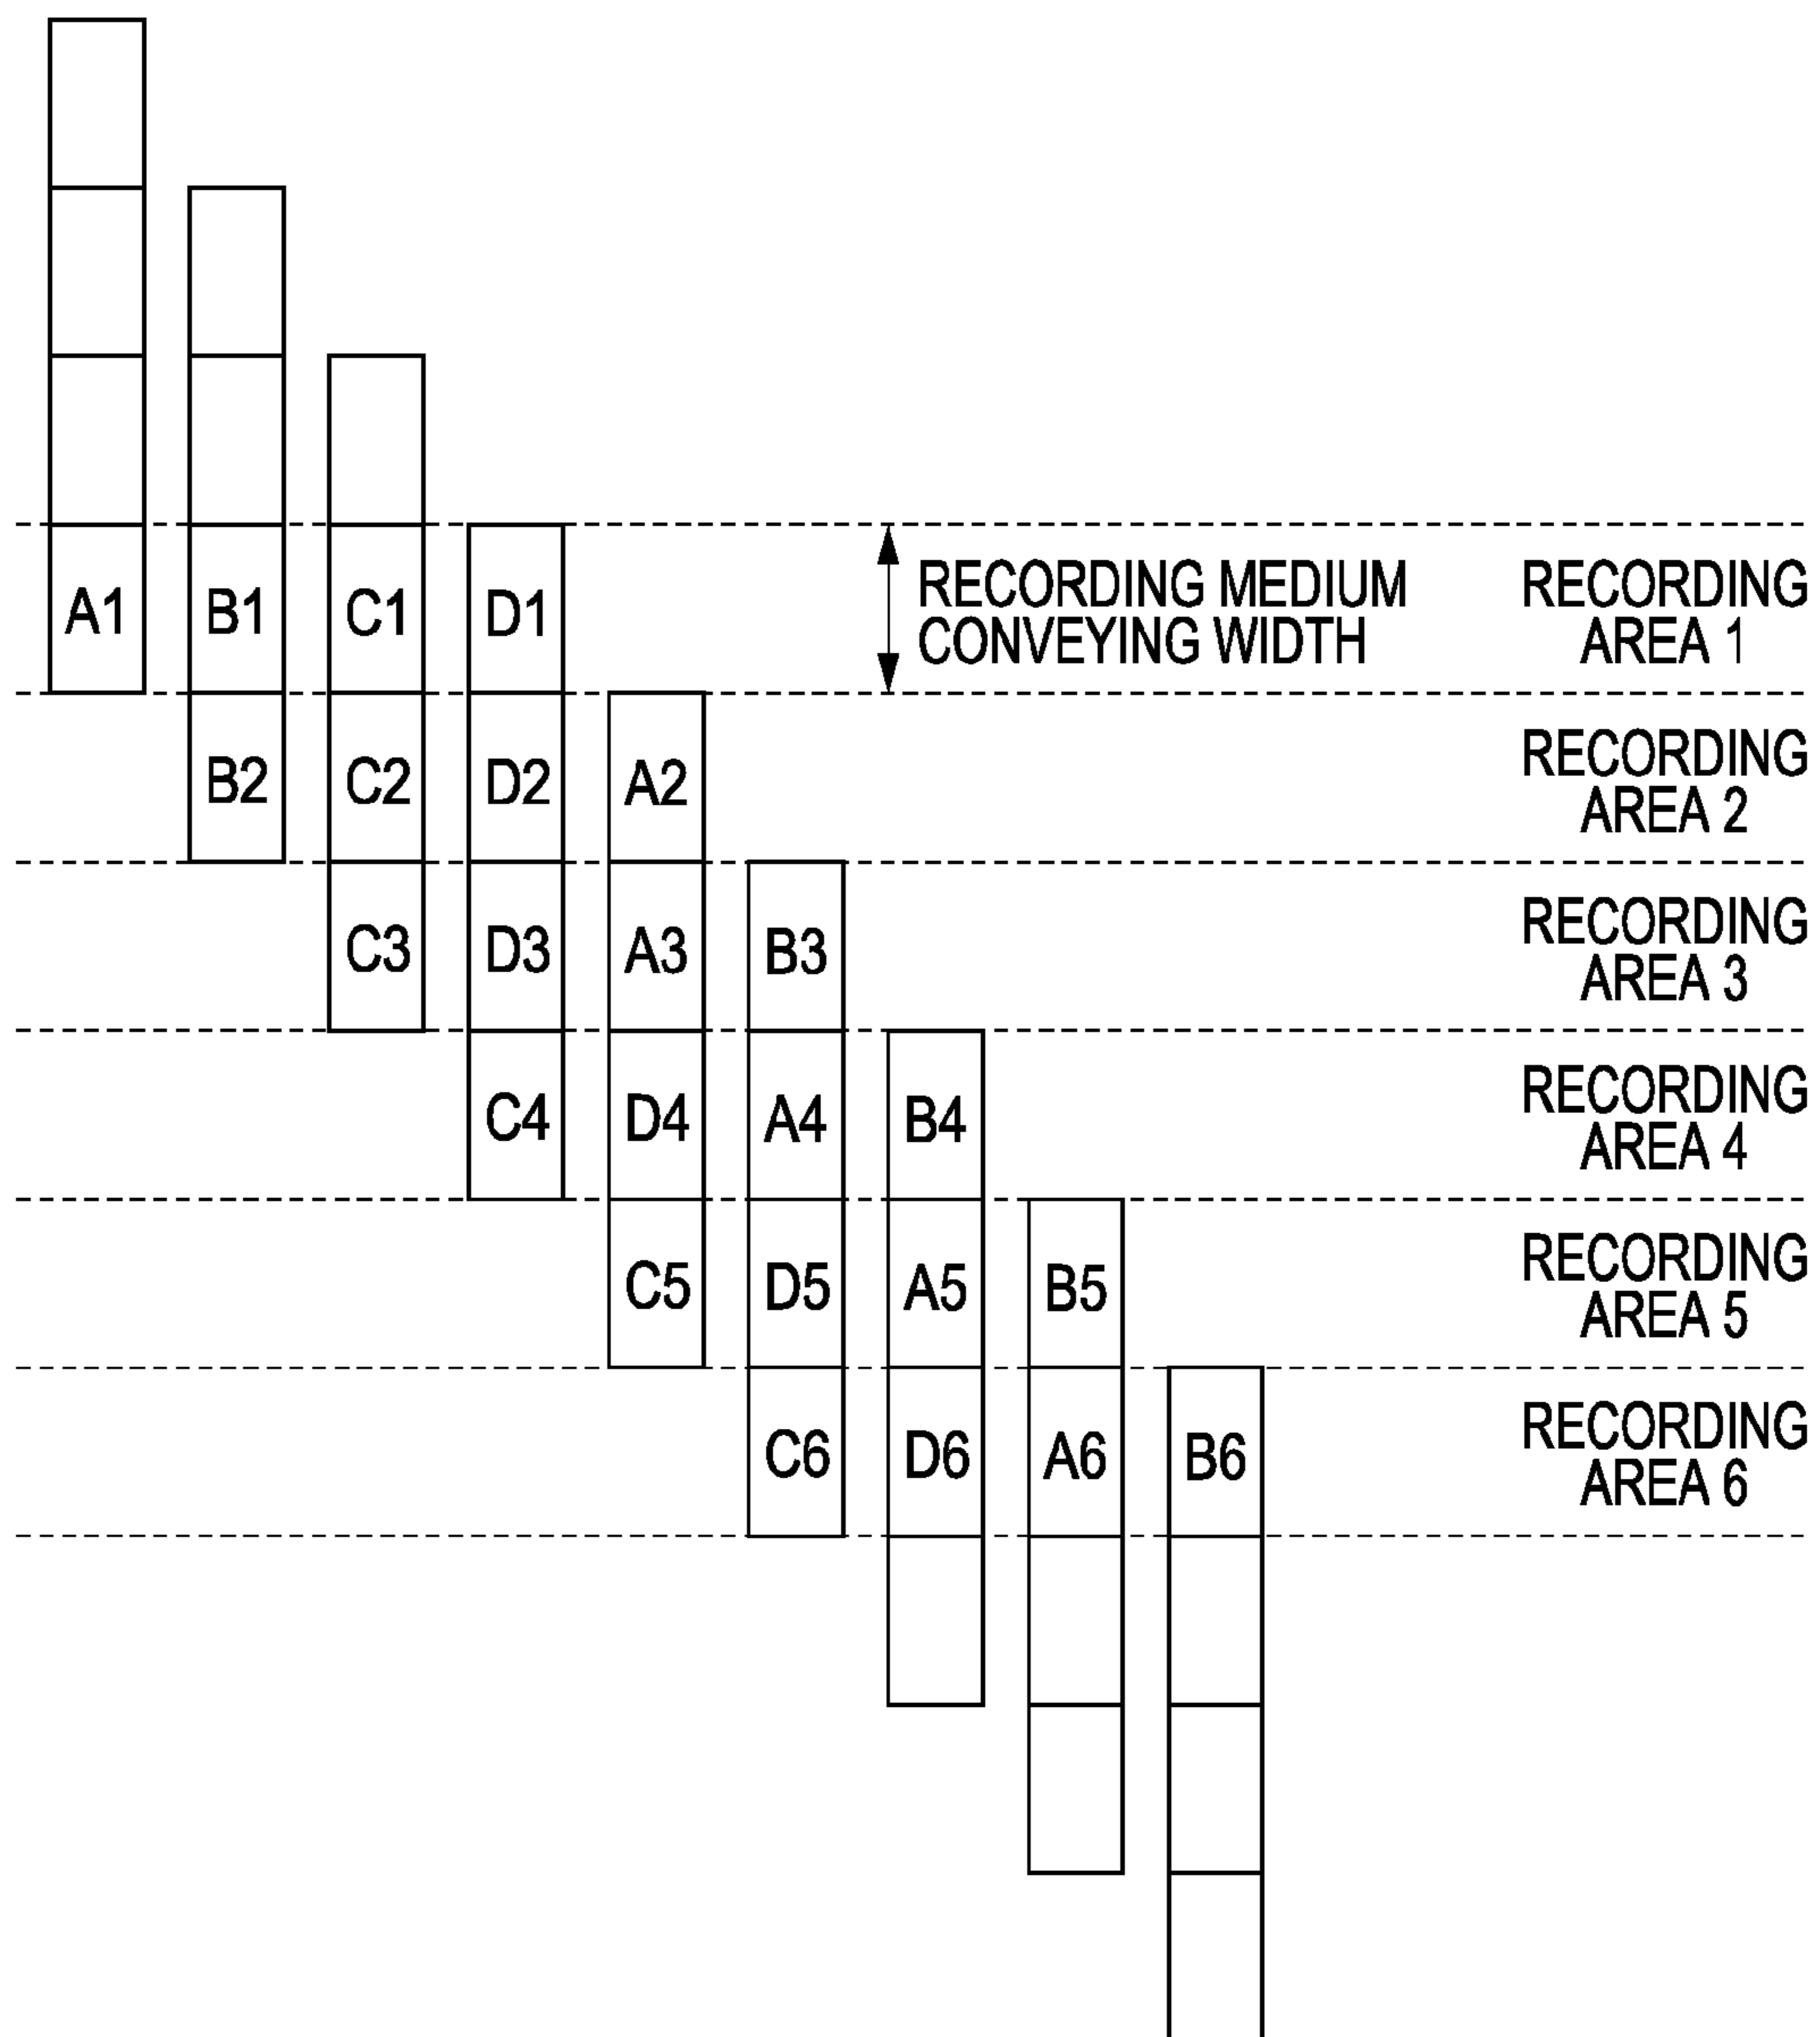 A1 B1 C1 D1 RECORDING MEDIUM RECORDING
CONVEYING WIDTH AREA 1
B2 C2 D2 A2 RECORDING
AREA 2
C3 D3 A3 B3 RECORDING
AREA 3
C4 D4 A4 B4 RECORDING
AREA 4
C5 D5 A5 B5 RECORDING
AREA 5
C6 D6 A6 B6 RECORDING
AREA 6